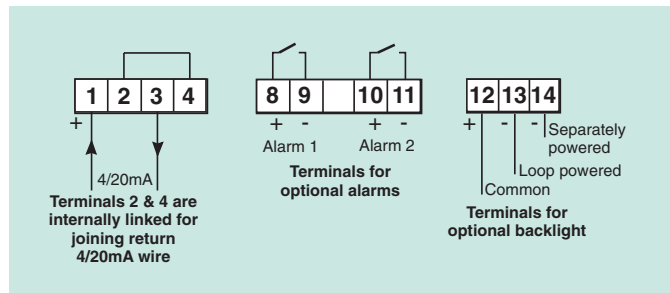 1 2 3 4
+
4/20mA
Terminals 2 & 4 are
internally linked for
joining return
4/20mA wire
8 9 10 11
+ - + -
Alarm 1 Alarm 2
Terminals for
optional alarms
12 13 14
+ - -
Separately
powered
Loop powered
Common
Terminals for
optional backlight